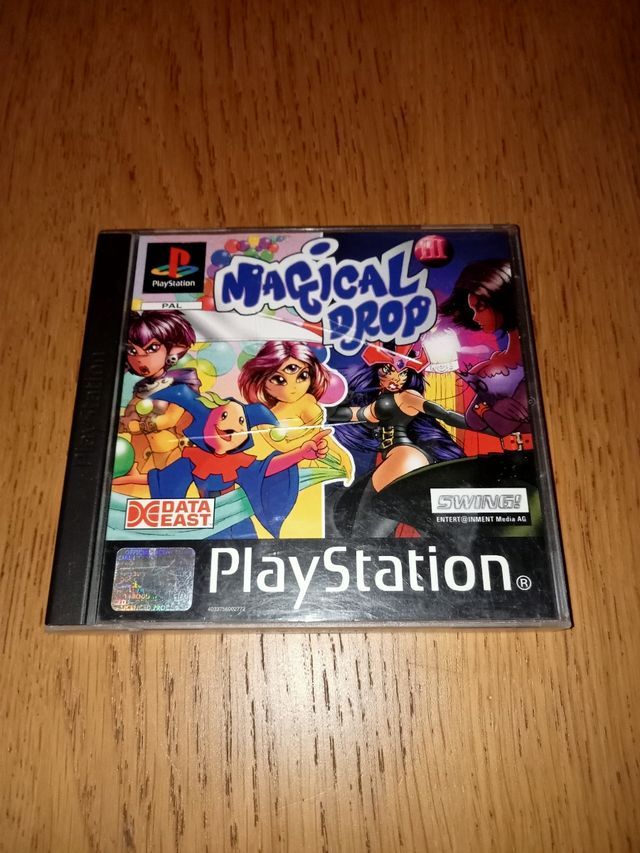 PlayStation
PlayStation
PAL
III
MAGICAL
DROP
DATA
EAST
SWING!
ENTERT@INMENT Media AG
PlayStation®